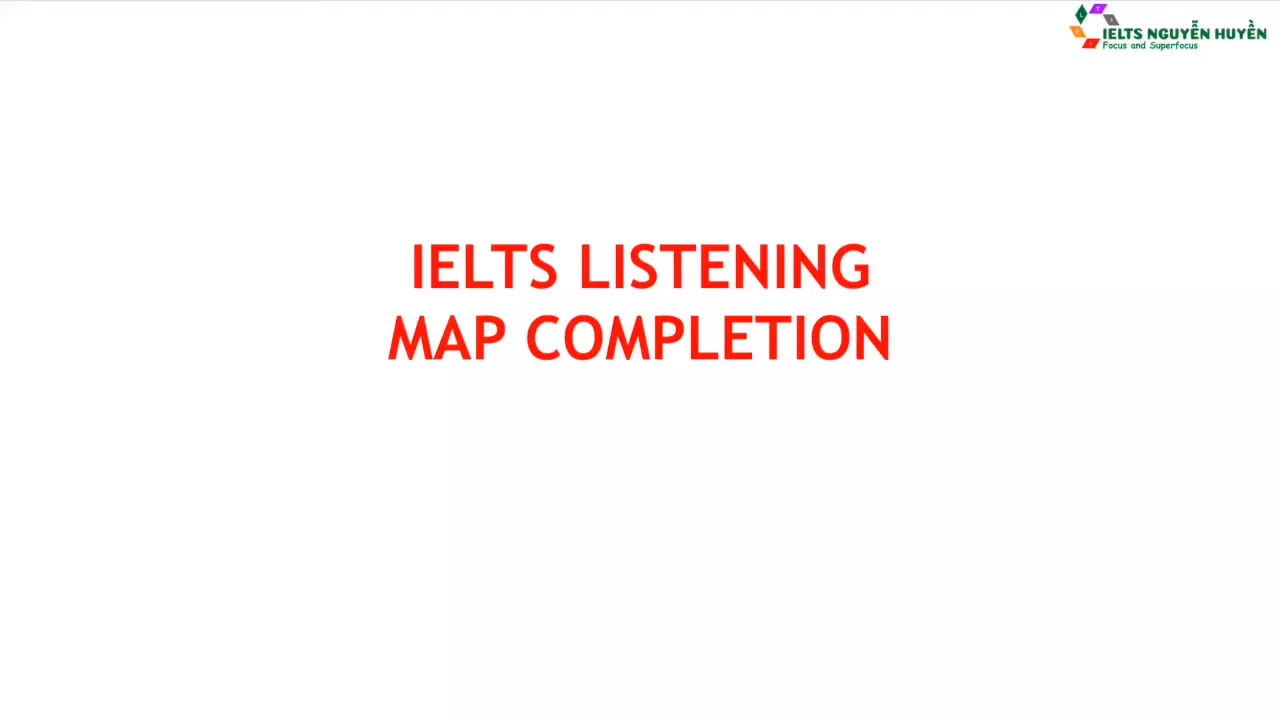 IELTS NGUYỄN HUYỀN
Focus and Superfocus
IELTS LISTENING
MAP COMPLETION